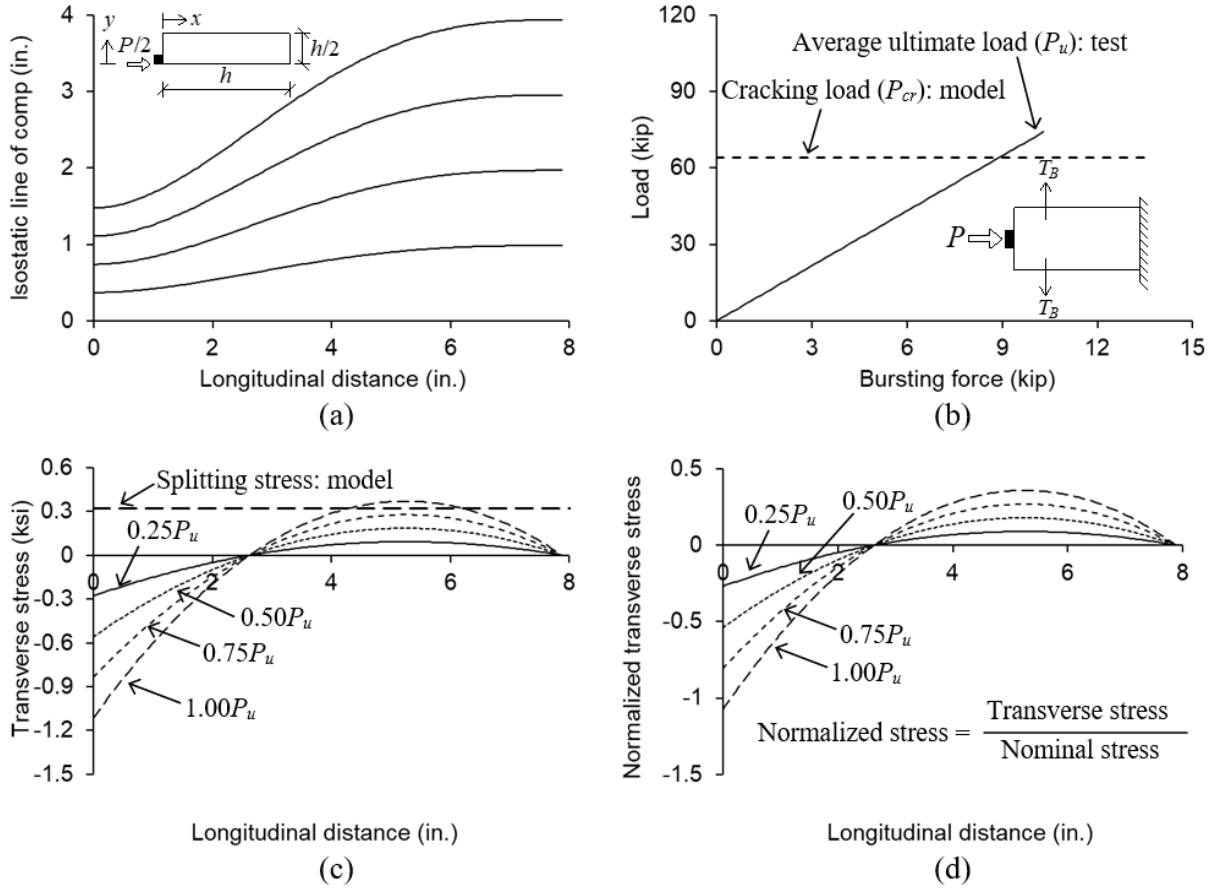 Isostatic line of comp (in.)
4
3
2
1
0
y
x
P/2
h/2
h
0
2
4
6
8
Longitudinal distance (in.)
(a)
Load (kip)
120
90
60
30
0
Average ultimate load (Pu): test
Cracking load (Pcr): model
P
TB
TB
0
3
6
9
12
15
Bursting force (kip)
(b)
Transverse stress (ksi)
0.6
0.3
0
-0.3
-0.6
-0.9
-1.2
-1.5
Splitting stress: model
0.25Pu
0
2
4
6
8
0.50Pu
0.75Pu
1.00Pu
Longitudinal distance (in.)
(c)
Normalized transverse stress
0.5
0
-0.5
-1
-1.5
0.25Pu
0.50Pu
0
2
4
6
8
0.75Pu
1.00Pu
Normalized stress = Transverse stress
Nominal stress
Longitudinal distance (in.)
(d)